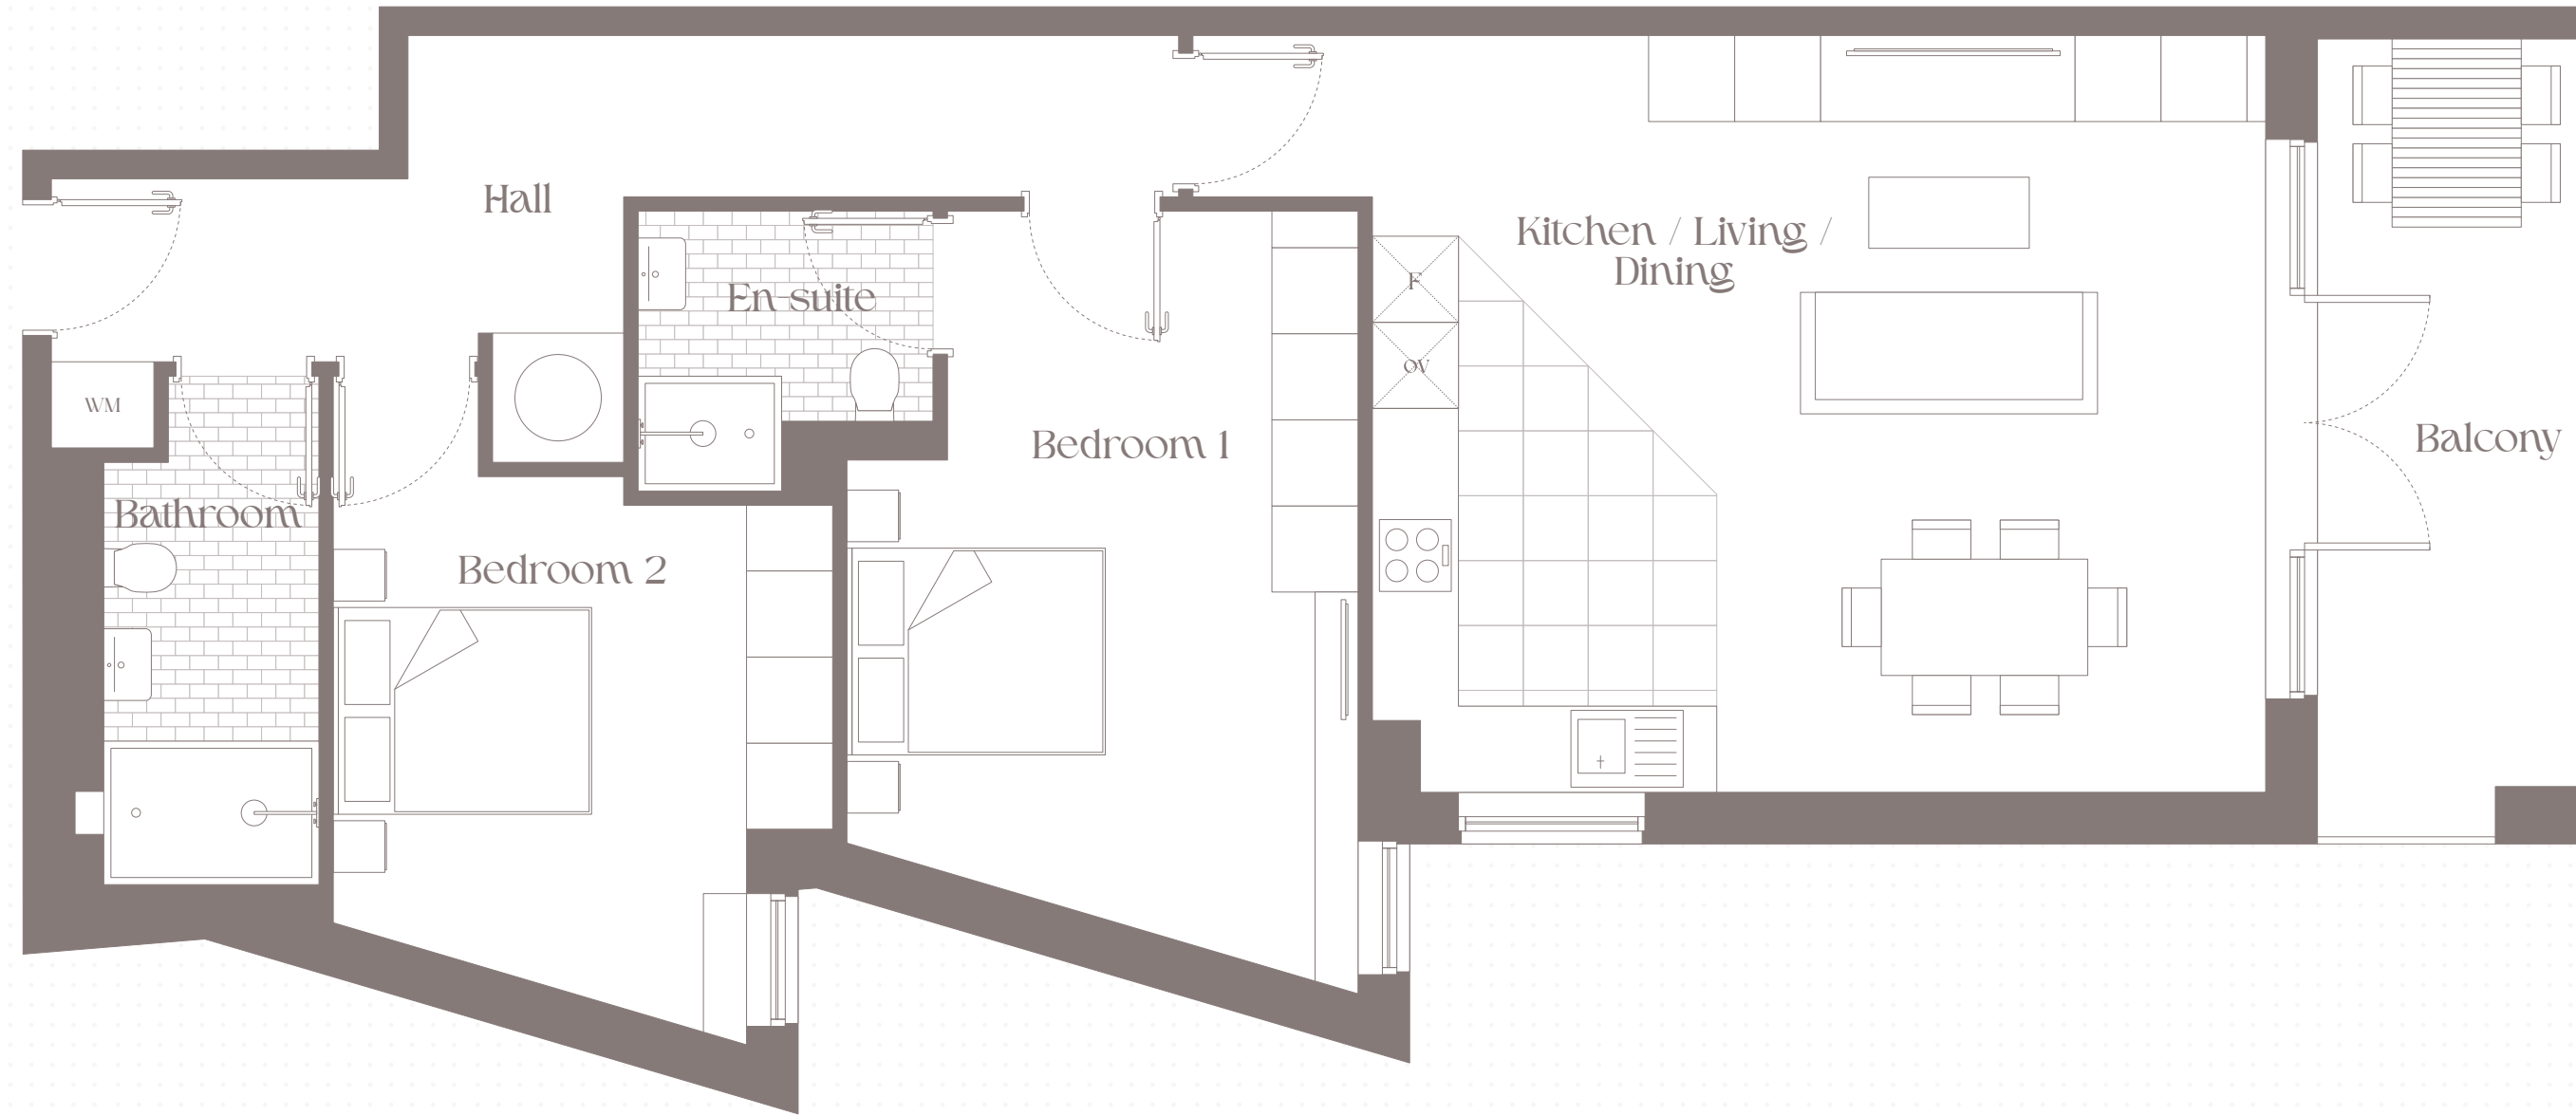 Hall
Kitchen / Living /
Dining
F
En-suite
OV
WM
Bedroom 1
Balcony
Bathroom
Bedroom 2